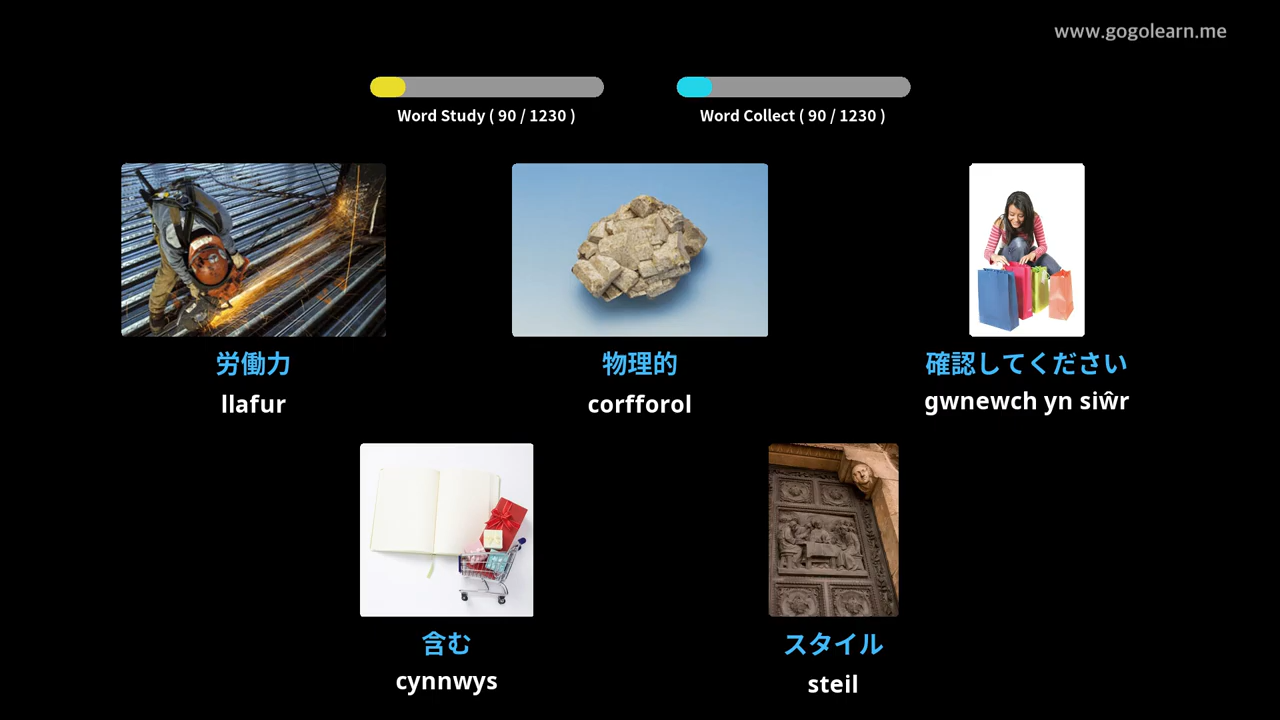 www.gogolearn.me
Word Study ( 90 / 1230 )
Word Collect ( 90 / 1230 )
労働力
llafur
物理的
corfforol
確認してください
gwnewch yn siŵr
含む
cynnwys
スタイル
steil